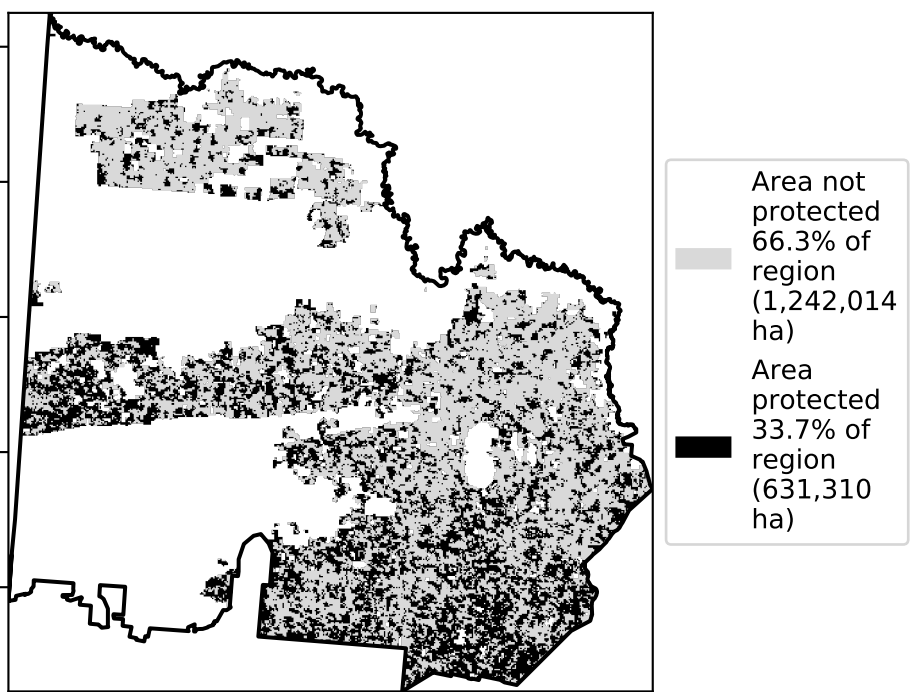 Area not
protected
66.3% of
region
(1,242,014
ha)
Area
protected
33.7% of
region
(631,310
ha)